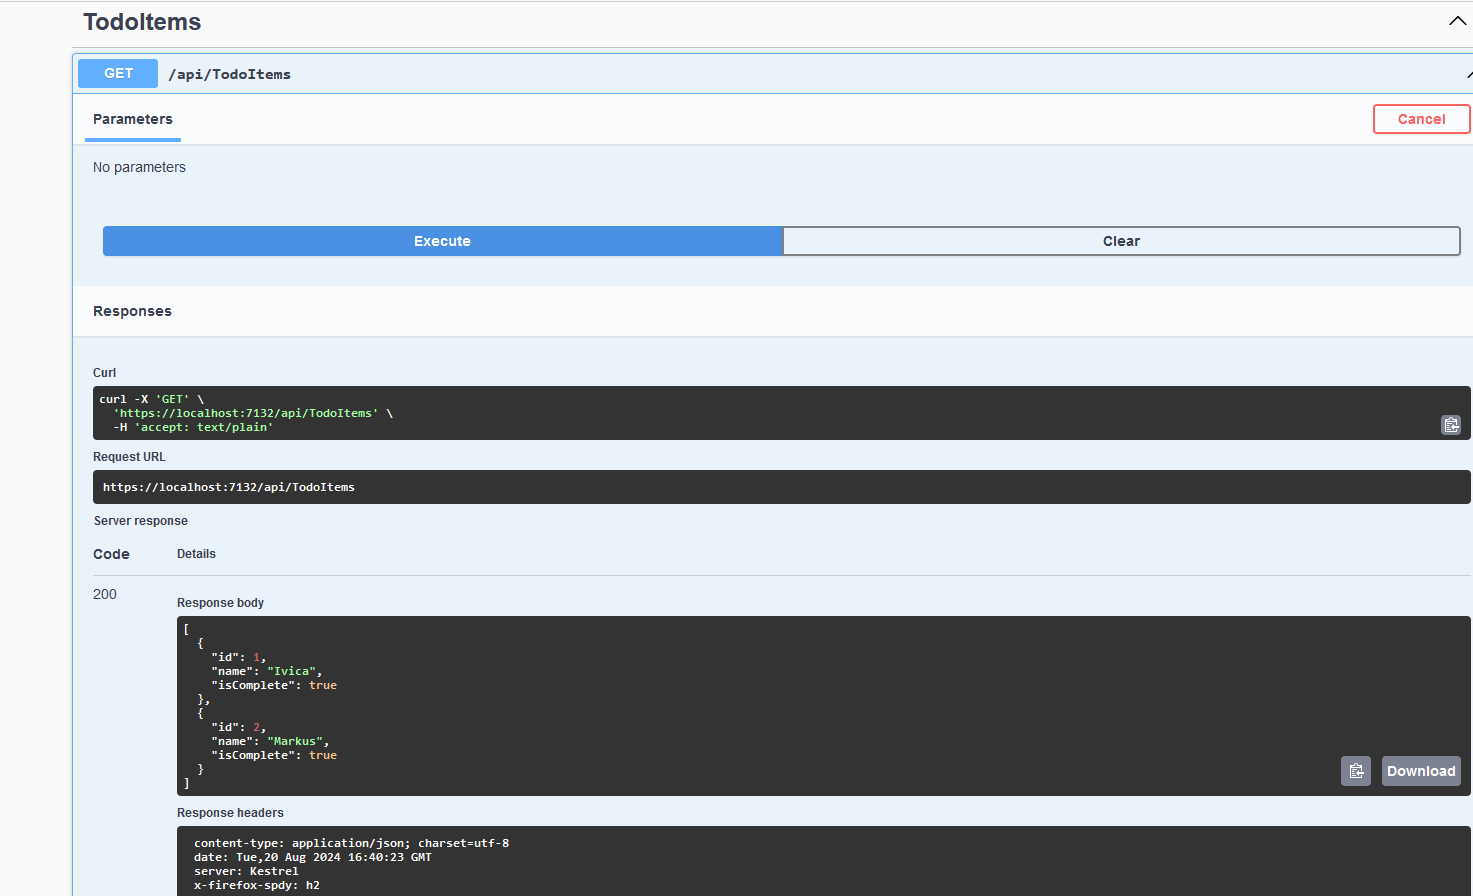 TodoItems
GET /api/TodoItems
Parameters
Cancel
No parameters
Execute
Clear
Responses
Curl
curl -X 'GET' \
  'https://localhost:7132/api/TodoItems' \
  -H 'accept: text/plain'
Request URL
https://localhost:7132/api/TodoItems
Server response
Code Details
200
Response body
[
  {
    "id": 1,
    "name": "Ivica",
    "isComplete": true
  },
  {
    "id": 2,
    "name": "Markus",
    "isComplete": true
  }
]
Download
Response headers
content-type: application/json; charset=utf-8
date: Tue,20 Aug 2024 16:40:23 GMT
server: Kestrel
x-firefox-spdy: h2